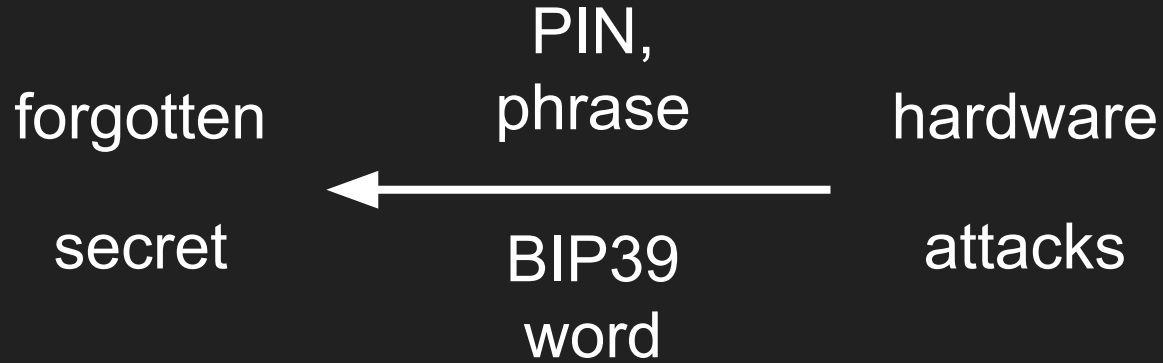 forgotten
secret
PIN,
phrase
BIP39
word
hardware
attacks